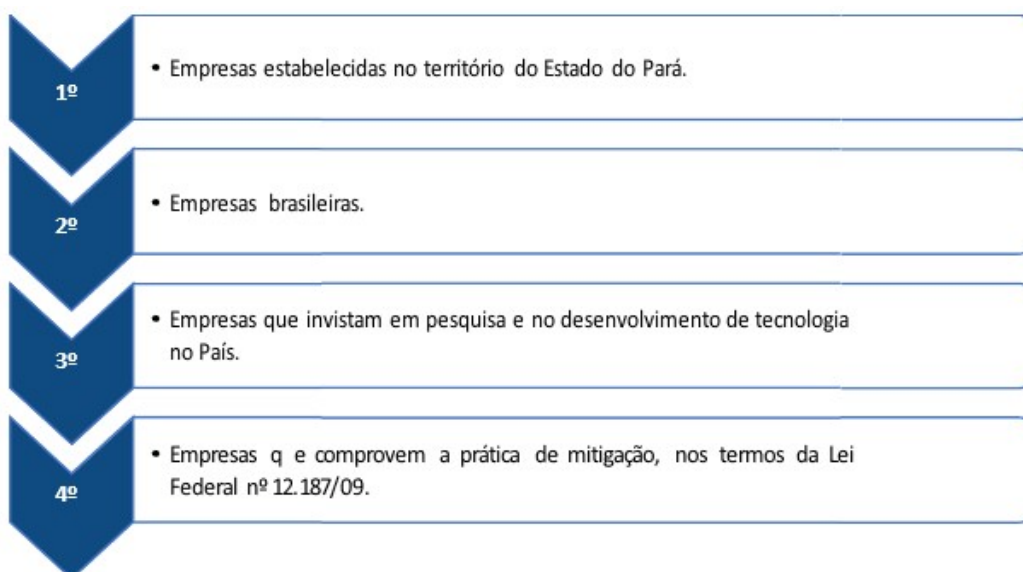 1º
• Empresas estabelecidas no território do Estado do Pará.
2º
• Empresas brasileiras.
3º
• Empresas que invistam em pesquisa e no desenvolvimento de tecnologia
no País.
4º
• Empresas q e comprovem a prática de mitigação, nos termos da Lei
Federal nº 12.187/09.